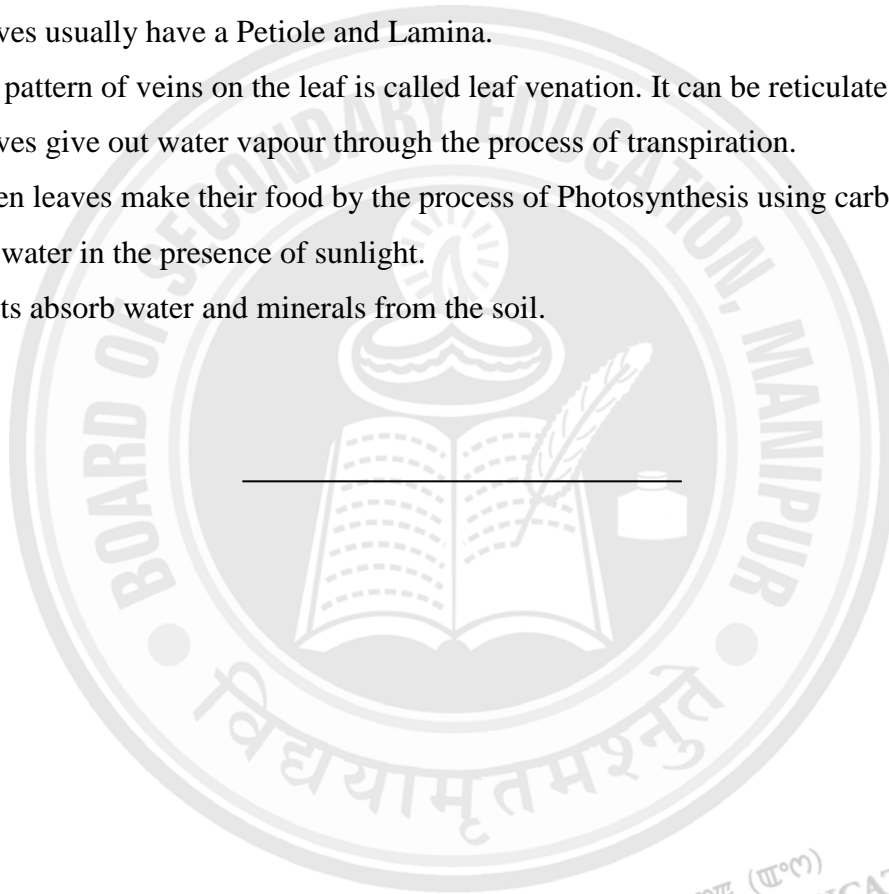 ves usually have a Petiole and Lamina.
pattern of veins on the leaf is called leaf venation. It can be reticulate
ves give out water vapour through the process of transpiration.
en leaves make their food by the process of Photosynthesis using carb
water in the presence of sunlight.
ts absorb water and minerals from the soil.
BOARD OF SECONDARY EDUCATION, MANIPUR
विद्ययामृतमश्नुते